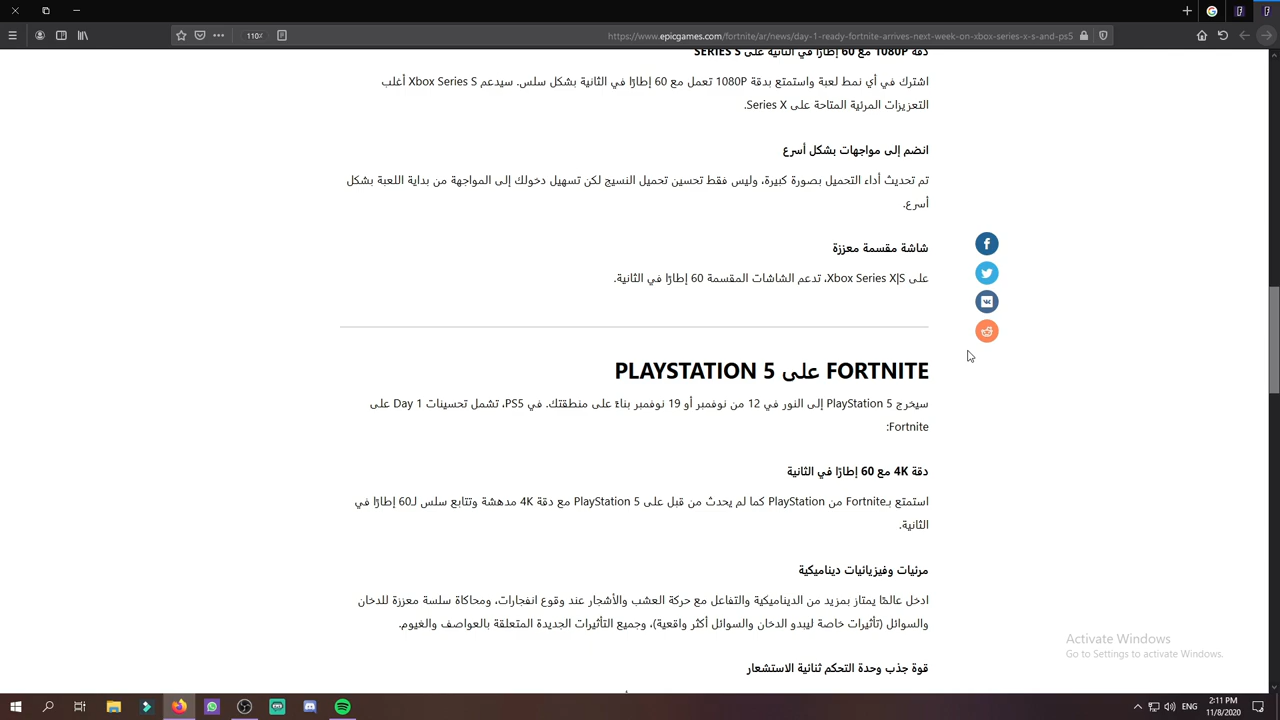 110%
https://www.epicgames.com/fortnite/ar/news/day-1-ready-fortnite-arrives-next-week-on-xbox-series-x-s-and-ps5
دقة 1080P مع 60 إطارًا في الثانية على SERIES S
اشترك في أي نمط لعبة واستمتع بدقة 1080P تعمل مع 60 إطارًا في الثانية بشكل سلس. سيدعم Xbox Series S أغلب
التعزيزات المرئية المتاحة على Series X.
انضم إلى مواجهات بشكل أسرع
تم تحديث أداء التحميل بصورة كبيرة، وليس فقط تحسين تحميل النسيج لكن تسهيل دخولك إلى المواجهة من بداية اللعبة بشكل
أسرع.
شاشة مقسمة معززة
على Xbox Series X|S، تدعم الشاشات المقسمة 60 إطارًا في الثانية.
FORTNITE على PLAYSTATION 5
سيخرج PlayStation 5 إلى النور في 12 من نوفمبر أو 19 نوفمبر بناءً على منطقتك. في PS5، تشمل تحسينات Day 1 على
Fortnite:
دقة 4K مع 60 إطارًا في الثانية
استمتع بـFortnite من PlayStation كما لم يحدث من قبل على PlayStation 5 مع دقة 4K مدهشة وتتابع سلس لـ60 إطارًا في
الثانية.
مرئيات وفيزيائيات ديناميكية
ادخل عالمًا يمتاز بمزيد من الديناميكية والتفاعل مع حركة العشب والأشجار عند وقوع انفجارات، ومحاكاة سلسة معززة للدخان
والسوائل (تأثيرات خاصة ليبدو الدخان والسوائل أكثر واقعية)، وجميع التأثيرات الجديدة المتعلقة بالعواصف والغيوم.
قوة جذب وحدة التحكم ثنائية الاستشعار
Activate Windows
Go to Settings to activate Windows.
ENG
2:11 PM
11/8/2020